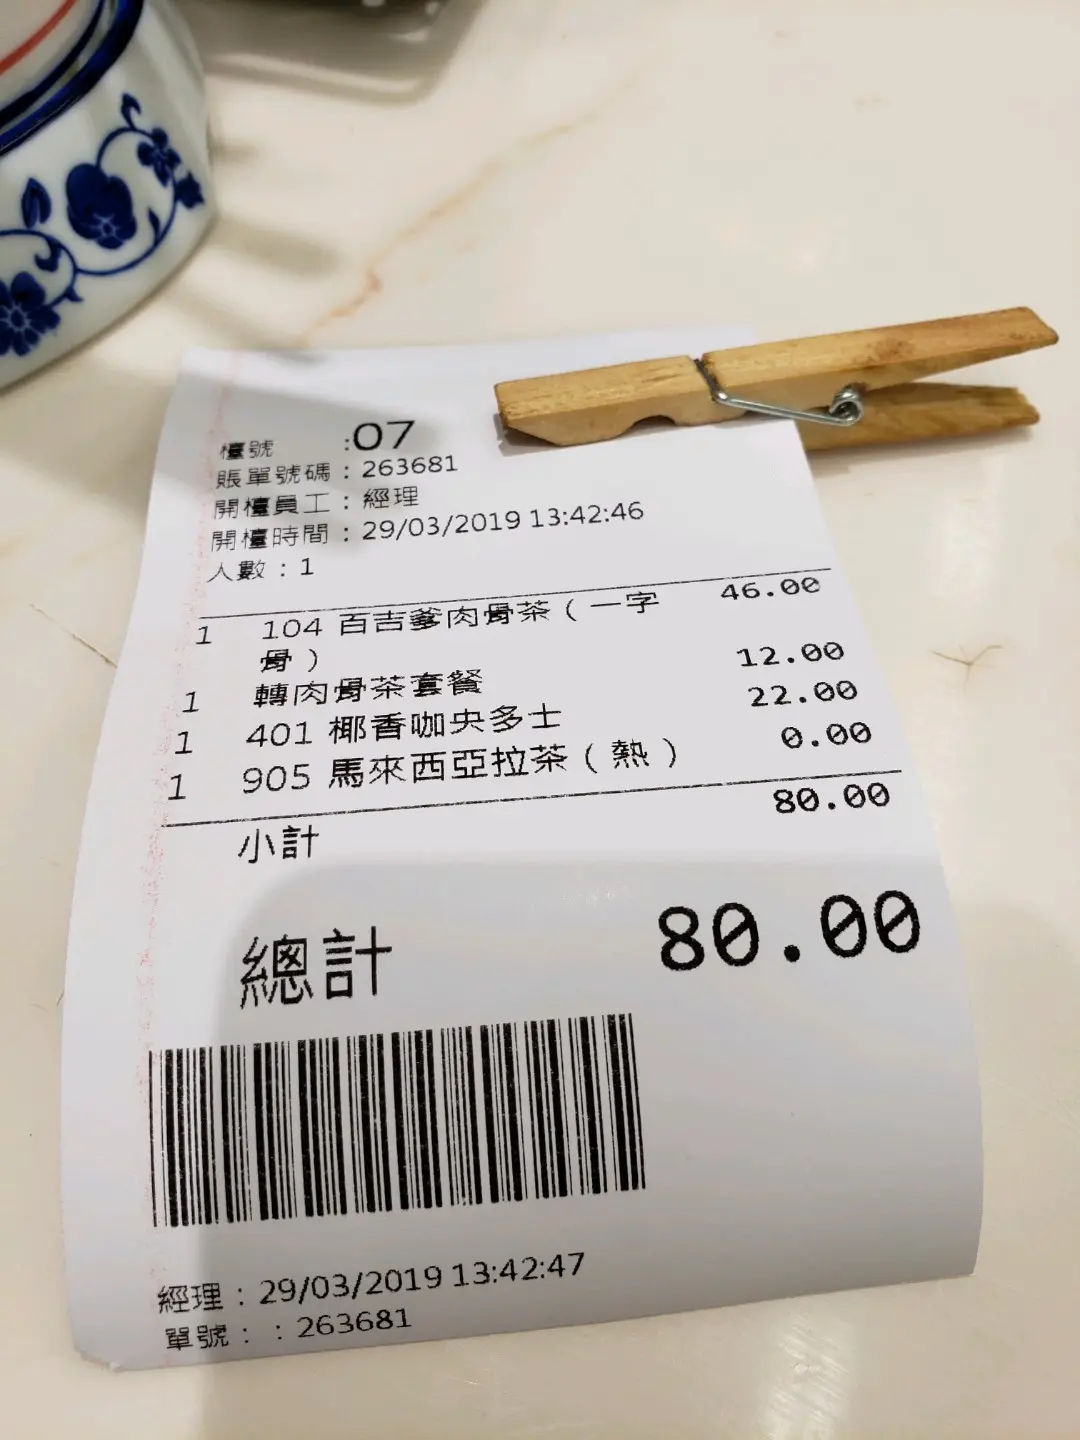 檯號 :07
賬單號碼 : 263681
開檯員工 : 經理
開檯時間 : 29/03/2019 13:42:46
人數 : 1
1 104 百吉爹肉骨茶 ( 一字 46.00
骨 )
1 轉肉骨茶套餐 12.00
1 401 椰香咖央多士 22.00
1 905 馬來西亞拉茶 ( 熱 ) 0.00
小計 80.00
總計 80.00
經理 : 29/03/2019 13:42:47
單號 : : 263681